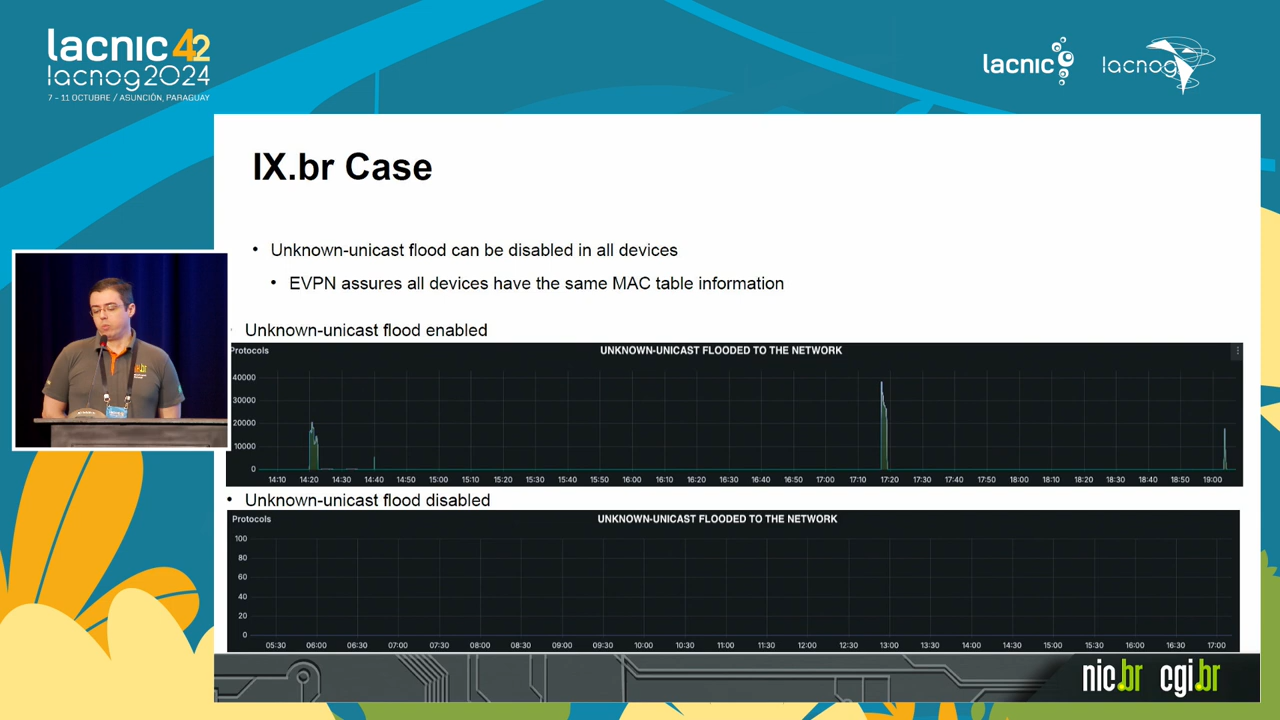 lacnic 42
lacnog2024
7 - 11 OCTUBRE / ASUNCIÓN, PARAGUAY
lacnic
lacnog
IX.br Case
• Unknown-unicast flood can be disabled in all devices
• EVPN assures all devices have the same MAC table information
Unknown-unicast flood enabled
Protocols
UNKNOWN-UNICAST FLOODED TO THE NETWORK
40000
30000
20000
10000
0
14:10 14:20 14:30 14:40 14:50 15:00 15:10 15:20 15:30 15:40 15:50 16:00 16:10 16:20 16:30 16:40 16:50 17:00 17:10 17:20 17:30 17:40 17:50 18:00 18:10 18:20 18:30 18:40 18:50 19:00
• Unknown-unicast flood disabled
Protocols
UNKNOWN-UNICAST FLOODED TO THE NETWORK
100
80
60
40
20
0
05:30 06:00 06:30 07:00 07:30 08:00 08:30 09:00 09:30 10:00 10:30 11:00 11:30 12:00 12:30 13:00 13:30 14:00 14:30 15:00 15:30 16:00 16:30 17:00
nic.br cgi.br